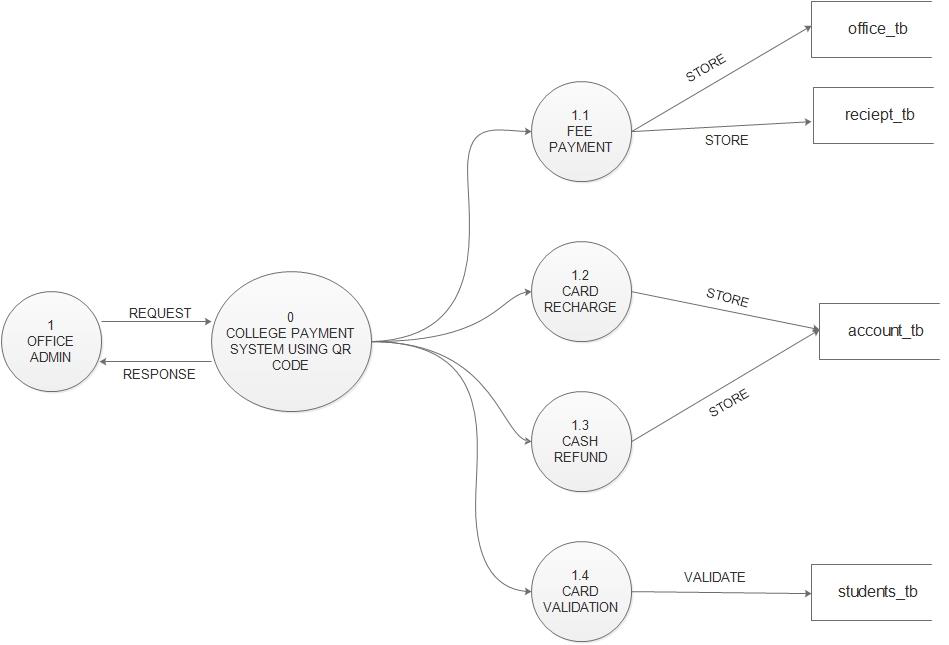 office_tb
STORE
reciept_tb
STORE
1.1
FEE
PAYMENT
1.2
CARD
RECHARGE
STORE
account_tb
1
OFFICE
ADMIN
REQUEST
RESPONSE
0
COLLEGE PAYMENT
SYSTEM USING QR
CODE
1.3
CASH
REFUND
STORE
1.4
CARD
VALIDATION
VALIDATE
students_tb